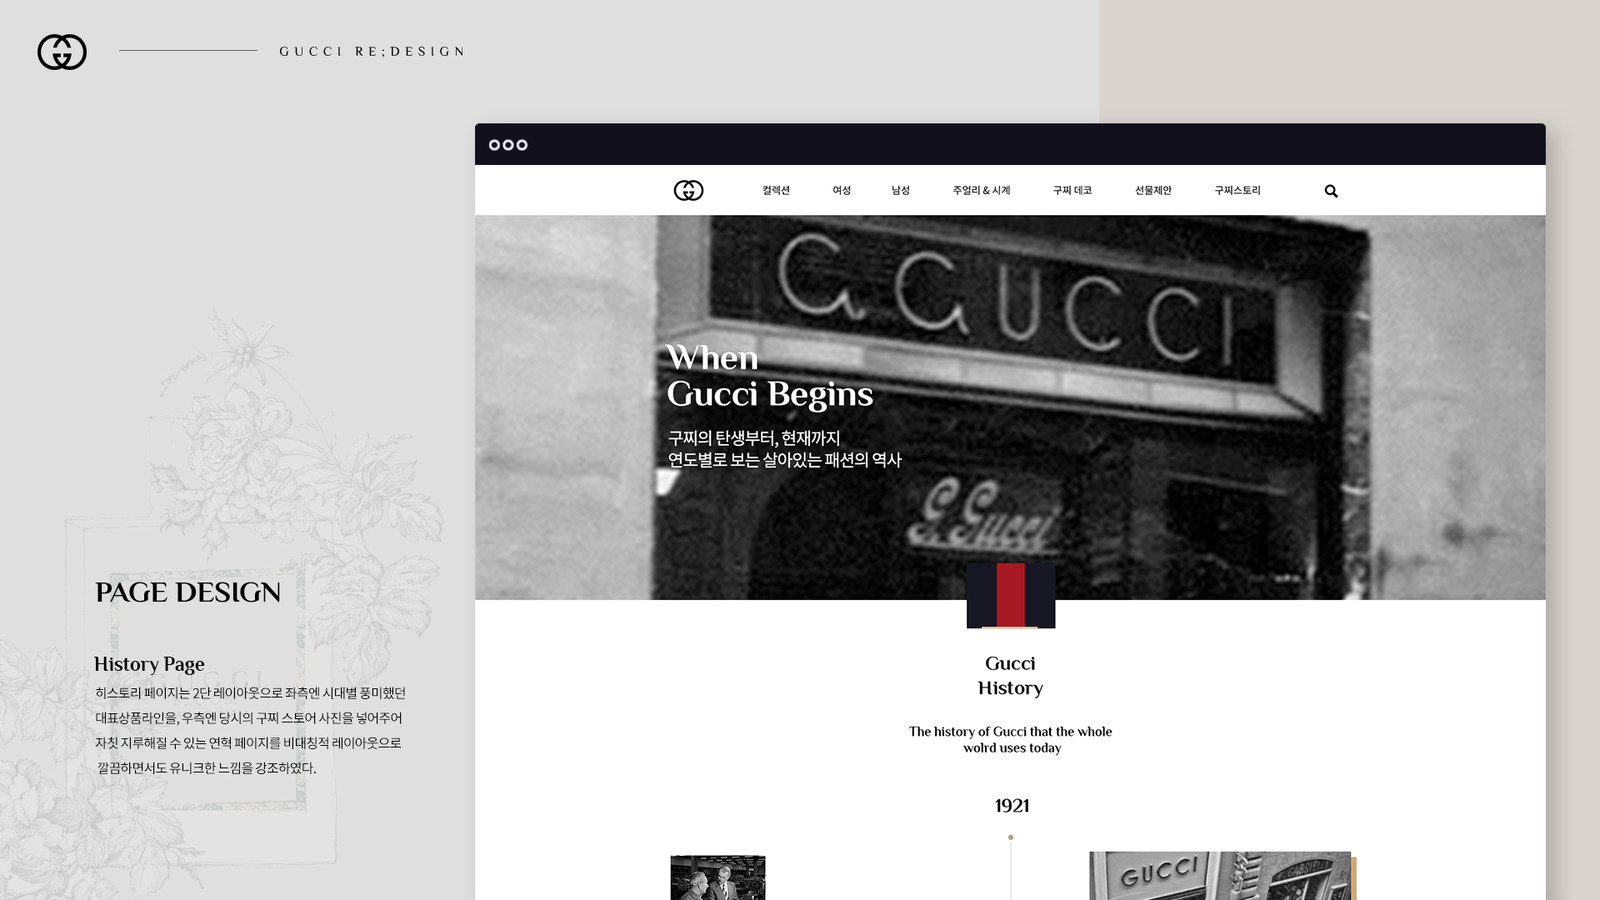 GUCCI RE;DESIGN
컬렉션 여성 남성 주얼리 & 시계 구찌 데코 선물제안 구찌스토리
G. GUCCI
When
Gucci Begins
구찌의 탄생부터, 현재까지
연도별로 보는 살아있는 패션의 역사
G. Gucci
PAGE DESIGN
History Page
히스토리 페이지는 2단 레이아웃으로 좌측엔 시대별 풍미했던
대표상품라인을, 우측엔 당시의 구찌 스토어 사진을 넣어주어
자칫 지루해질 수 있는 연혁 페이지를 비대칭적 레이아웃으로
깔끔하면서도 유니크한 느낌을 강조하였다.
Gucci
History
The history of Gucci that the whole
wolrd uses today
1921
GUCCI